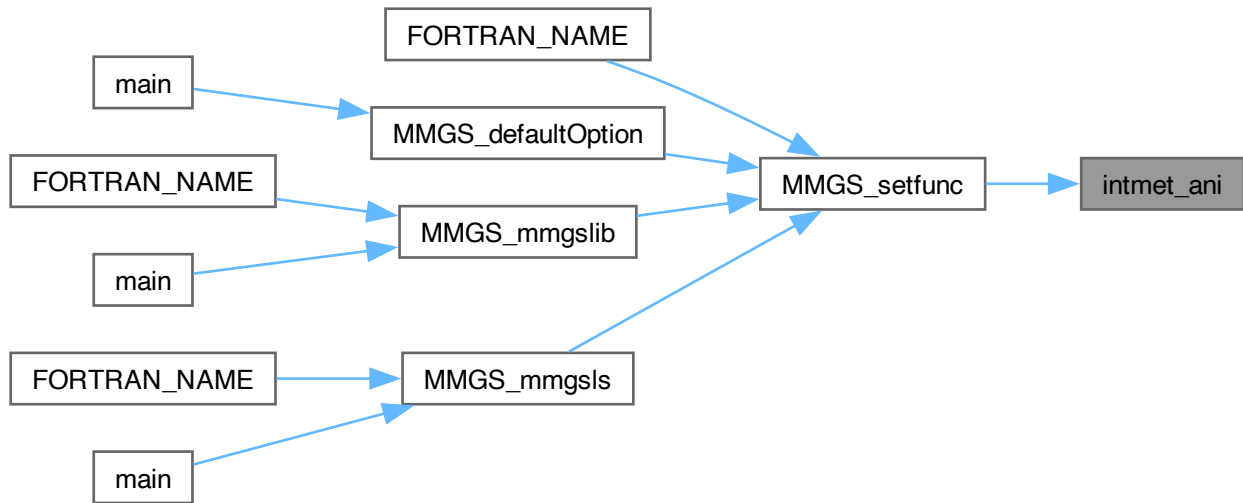 FORTRAN_NAME
main
MMGS_defaultOption
FORTRAN_NAME
MMGS_setfunc
intmet_ani
MMGS_mmgslib
main
FORTRAN_NAME
MMGS_mmgsls
main